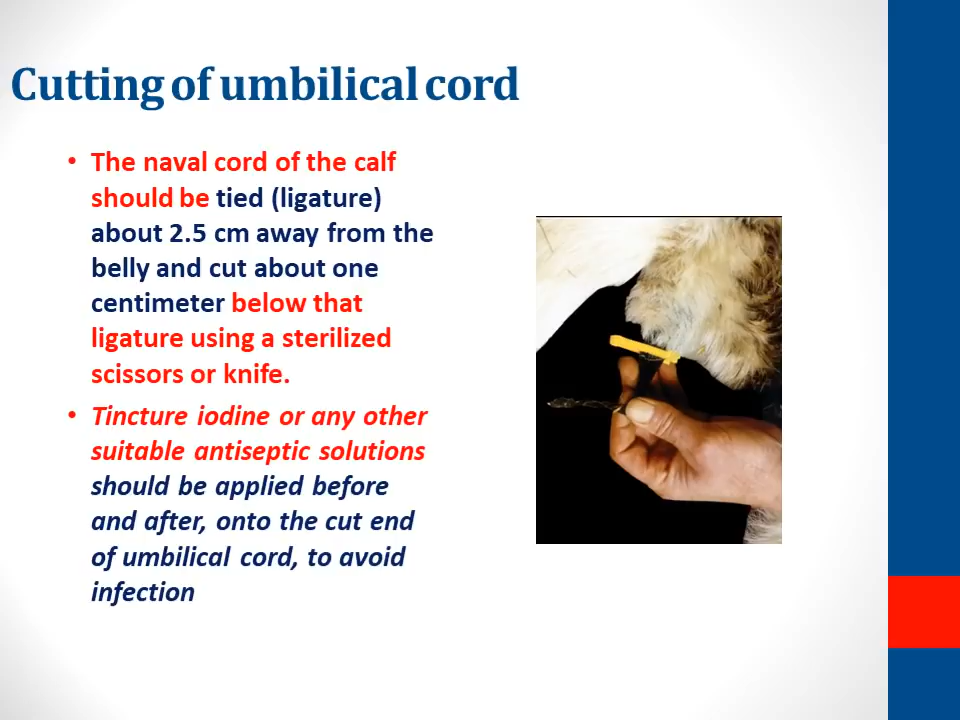 Cutting of umbilical cord
• The naval cord of the calf
should be tied (ligature)
about 2.5 cm away from the
belly and cut about one
centimeter below that
ligature using a sterilized
scissors or knife.
• Tincture iodine or any other
suitable antiseptic solutions
should be applied before
and after, onto the cut end
of umbilical cord, to avoid
infection